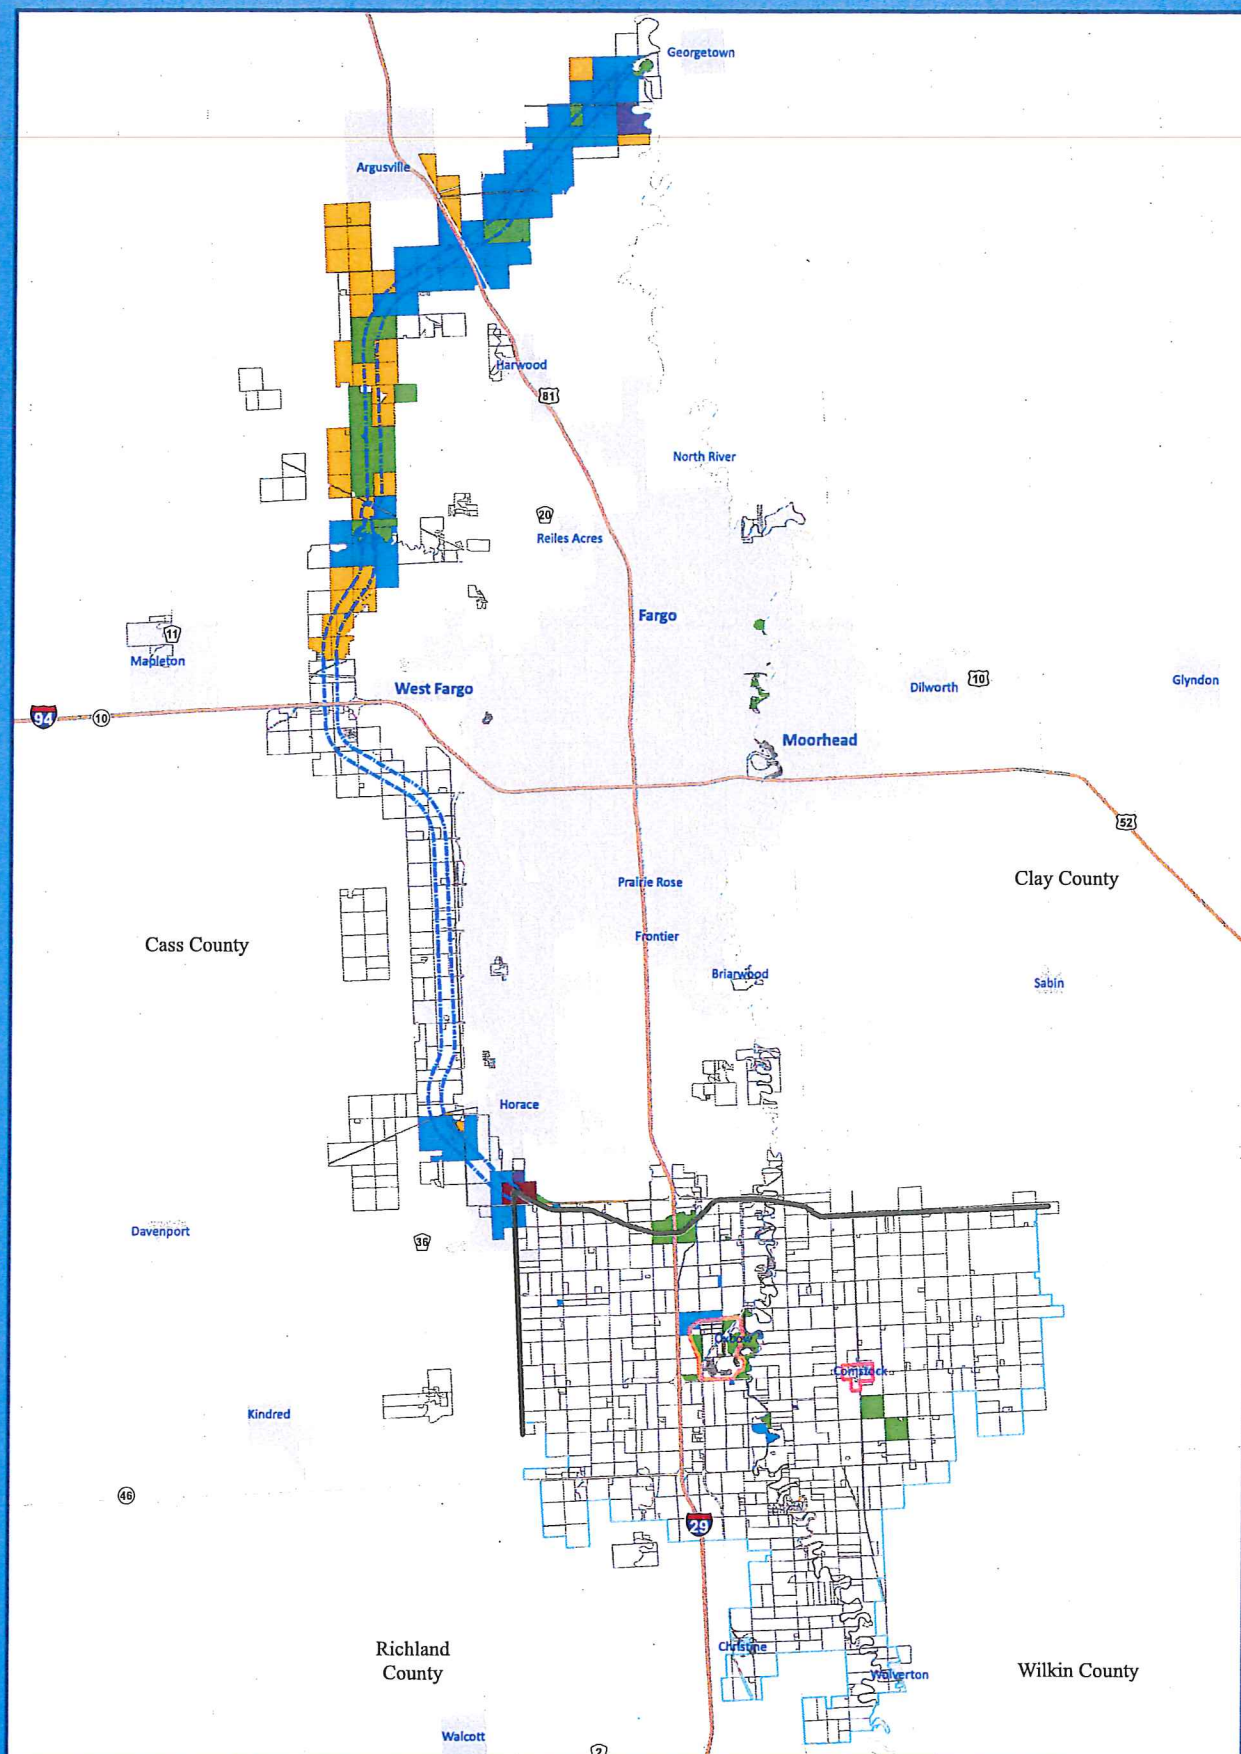 Georgetown
Argusville
Harwood
81
North River
20
Reiles Acres
Fargo
11
Mapleton
West Fargo
Dilworth
10
Glyndon
94
10
Moorhead
52
Prairie Rose
Clay County
Cass County
Frontier
Briarwood
Sabin
Horace
Davenport
36
Oxbow
Comstock
Kindred
46
29
Richland
County
Christine
Wolverton
Wilkin County
Walcott
2